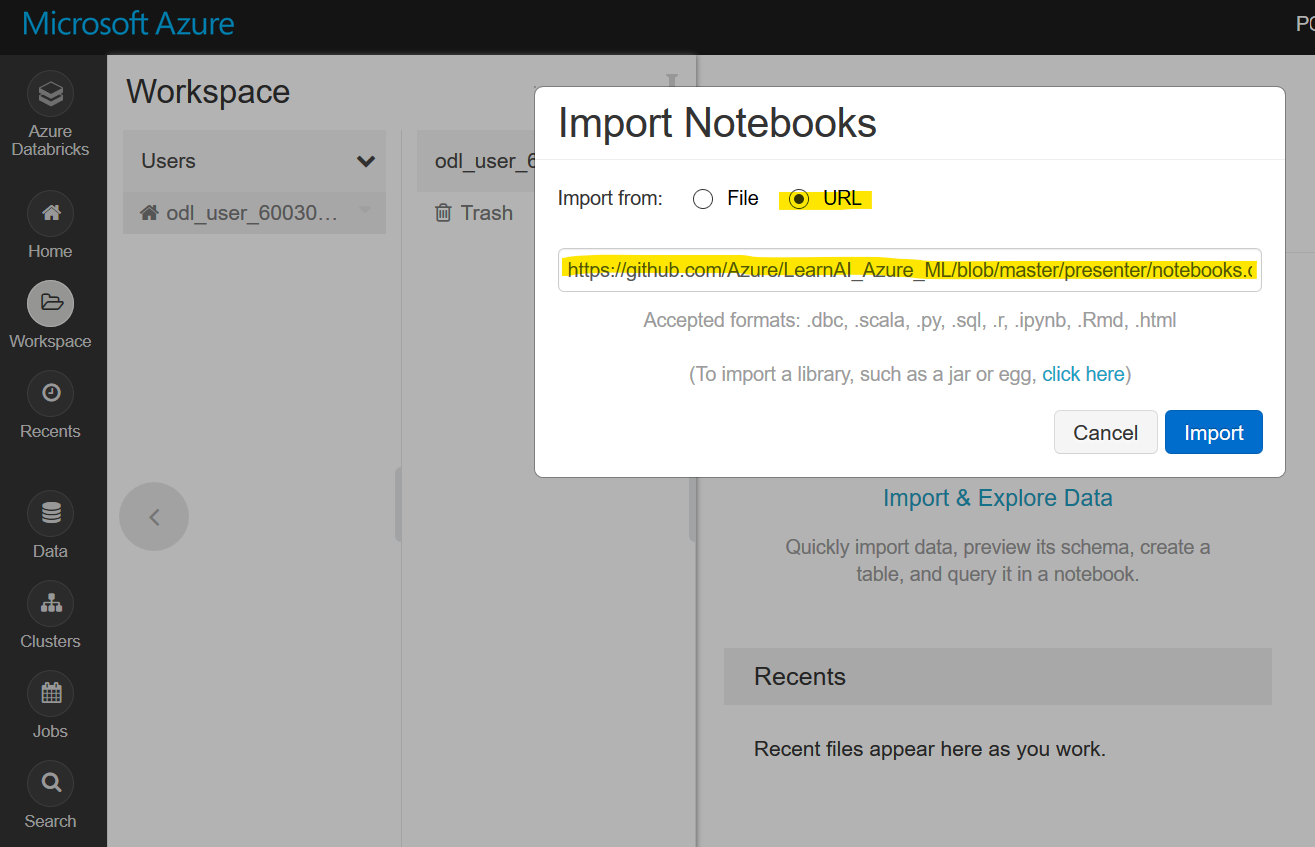 Microsoft Azure
Azure
Databricks
Home
Workspace
Recents
Data
Clusters
Jobs
Search
Workspace
Users
odl_user_60030...
Trash
Import Notebooks
Import from: File URL
https://github.com/Azure/LearnAI_Azure_ML/blob/master/presenter/notebooks.
Accepted formats: .dbc, .scala, .py, .sql, .r, .ipynb, .Rmd, .html
(To import a library, such as a jar or egg, click here)
Cancel Import
Import & Explore Data
Quickly import data, preview its schema, create a
table, and query it in a notebook.
Recents
Recent files appear here as you work.